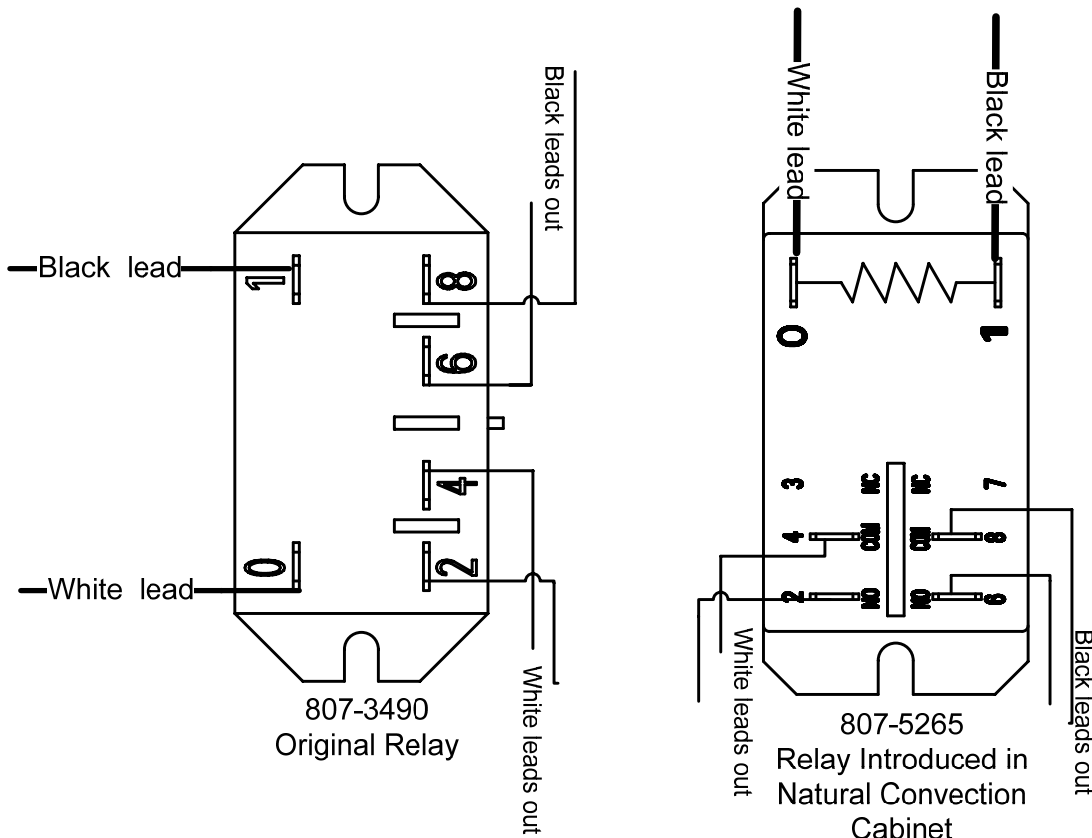 Black leads out
Black lead
1
8
6
4
0
2
White lead
White leads out
807-3490
Original Relay
White lead
Black lead
0
1
3
NC
NC
7
4
COM
COM
8
2
NO
NO
6
White leads out
Black leads out
807-5265
Relay Introduced in
Natural Convection
Cabinet